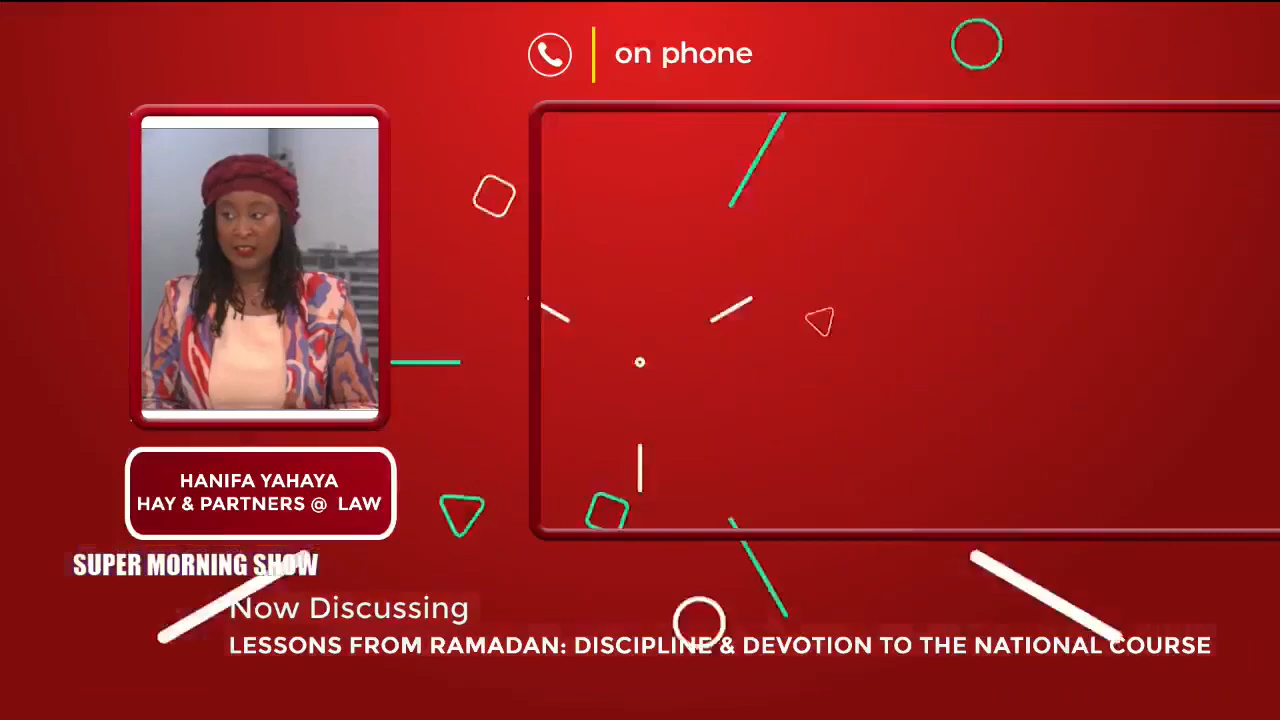 on phone
HANIFA YAHAYA
HAY & PARTNERS @ LAW
SUPER MORNING SHOW
Now Discussing
LESSONS FROM RAMADAN: DISCIPLINE & DEVOTION TO THE NATIONAL COURSE